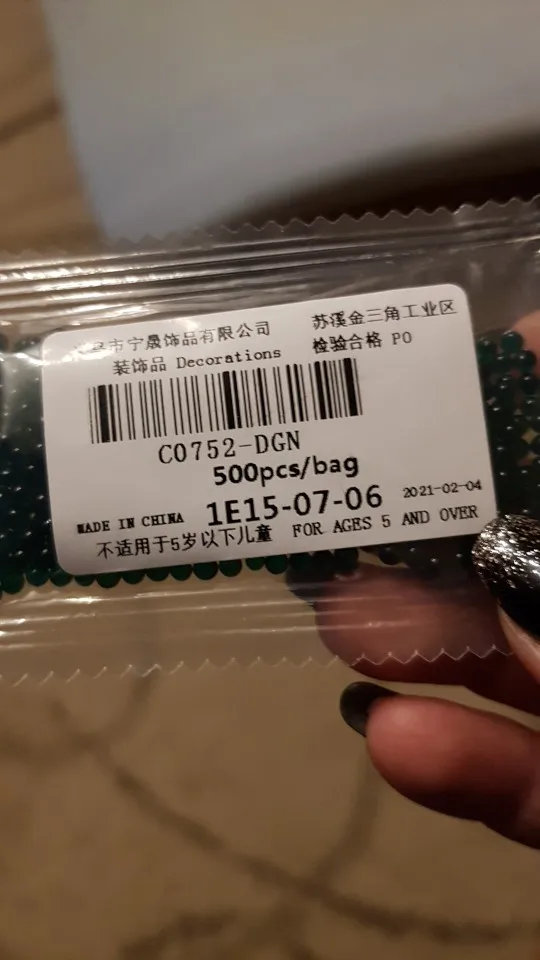 市宁晟饰品有限公司 苏溪金三角工业区
装饰品 Decorations 检验合格 PO
C0752-DGN
500pcs/bag
MADE IN CHINA 1E15-07-06 2021-02-04
不适用于5岁以下儿童 FOR AGES 5 AND OVER